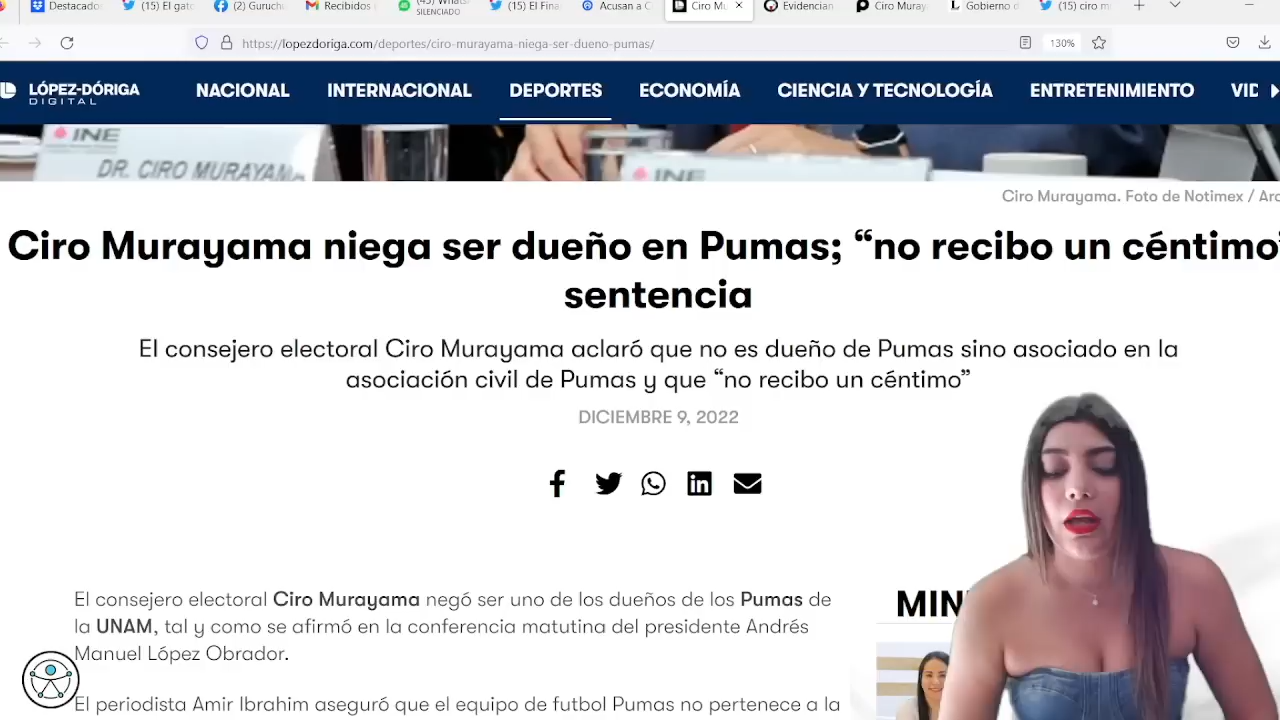 Destacado
(15) El gato
(2) Guruch
Recibidos
SILENCIADO
(15) El Fina
Acusan a C
Ciro Mu
Evidencian
Ciro Muray
Gobierno d
(15) ciro m
https://lopezdoriga.com/deportes/ciro-murayama-niega-ser-dueno-pumas/
130%
LÓPEZ-DÓRIGA
DIGITAL
NACIONAL INTERNACIONAL DEPORTES ECONOMÍA CIENCIA Y TECNOLOGÍA ENTRETENIMIENTO VID
INE
DR. CIRO MURAYAMA
INE
Ciro Murayama. Foto de Notimex / Arc
Ciro Murayama niega ser dueño en Pumas; “no recibo un céntimo”
sentencia
El consejero electoral Ciro Murayama aclaró que no es dueño de Pumas sino asociado en la
asociación civil de Pumas y que “no recibo un céntimo”
DICIEMBRE 9, 2022
El consejero electoral Ciro Murayama negó ser uno de los dueños de los Pumas de
la UNAM, tal y como se afirmó en la conferencia matutina del presidente Andrés
Manuel López Obrador.
El periodista Amir Ibrahim aseguró que el equipo de futbol Pumas no pertenece a la
MIN